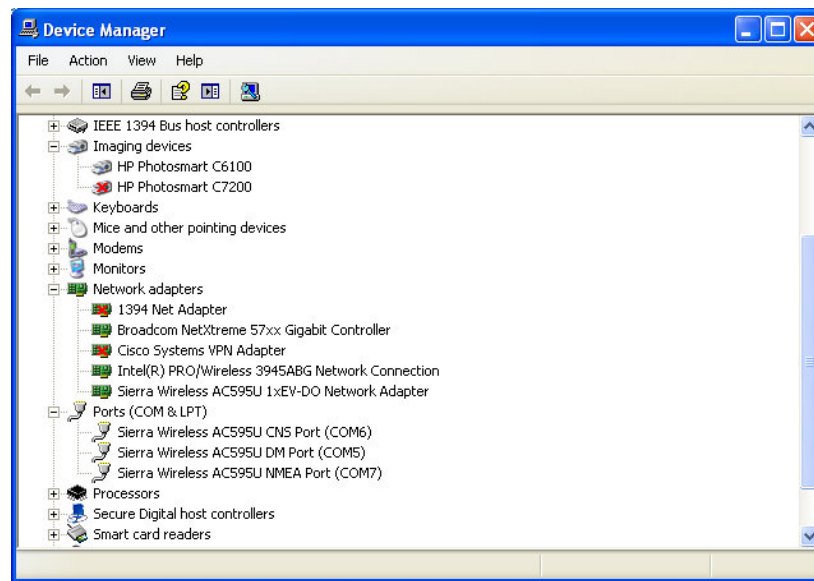 Device Manager
File Action View Help
IEEE 1394 Bus host controllers
Imaging devices
HP Photosmart C6100
HP Photosmart C7200
Keyboards
Mice and other pointing devices
Modems
Monitors
Network adapters
1394 Net Adapter
Broadcom NetXtreme 57xx Gigabit Controller
Cisco Systems VPN Adapter
Intel(R) PRO/Wireless 3945ABG Network Connection
Sierra Wireless AC595U 1xEV-DO Network Adapter
Ports (COM & LPT)
Sierra Wireless AC595U CNS Port (COM6)
Sierra Wireless AC595U DM Port (COM5)
Sierra Wireless AC595U NMEA Port (COM7)
Processors
Secure Digital host controllers
Smart card readers